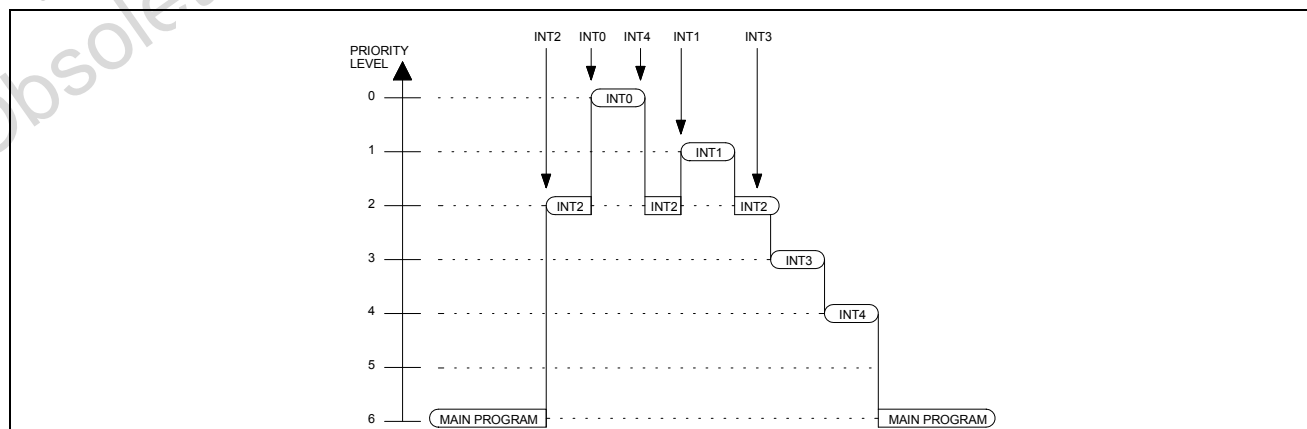 Obsolet
INT2 INT0 INT4 INT1 INT3
PRIORITY
LEVEL
0 INT0
1 INT1
2 INT2 INT2 INT2
3 INT3
4 INT4
5
6 MAIN PROGRAM MAIN PROGRAM